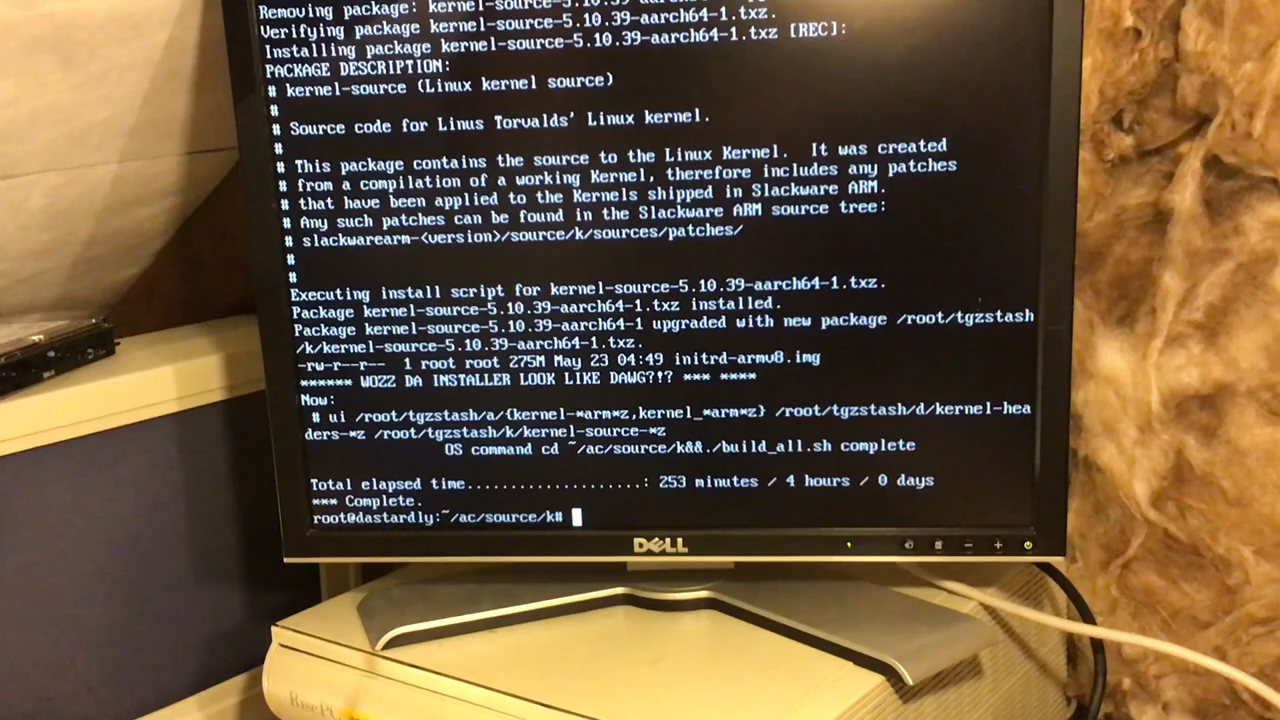 Removing package: kernel-source-5.10.39-aarch64-1.txz
Verifying package kernel-source-5.10.39-aarch64-1.txz.
Installing package kernel-source-5.10.39-aarch64-1.txz [REC]:
PACKAGE DESCRIPTION:
# kernel-source (Linux kernel source)
#
# Source code for Linus Torvalds' Linux kernel.
#
# This package contains the source to the Linux Kernel.  It was created
# from a compilation of a working Kernel, therefore includes any patches
# that have been applied to the Kernels shipped in Slackware ARM.
# Any such patches can be found in the Slackware ARM source tree:
# slackwarearm-<version>/source/k/sources/patches/
#
#
Executing install script for kernel-source-5.10.39-aarch64-1.txz.
Package kernel-source-5.10.39-aarch64-1.txz installed.
Package kernel-source-5.10.39-aarch64-1 upgraded with new package /root/tgzstash
/k/kernel-source-5.10.39-aarch64-1.txz.
-rw-r--r--  1 root root 275M May 23 04:49 initrd-armv8.img
****** WOZZ DA INSTALLER LOOK LIKE DAWG?!? *** ****
Now:
# ui /root/tgzstash/a/{kernel-*arm*z,kernel_*arm*z} /root/tgzstash/d/kernel-hea
ders-*z /root/tgzstash/k/kernel-source-*z
OS command cd ~/ac/source/k&&./build_all.sh complete
Total elapsed time...................: 253 minutes / 4 hours / 0 days
*** Complete.
root@dastardly:~/ac/source/k#
DELL
RiscPC